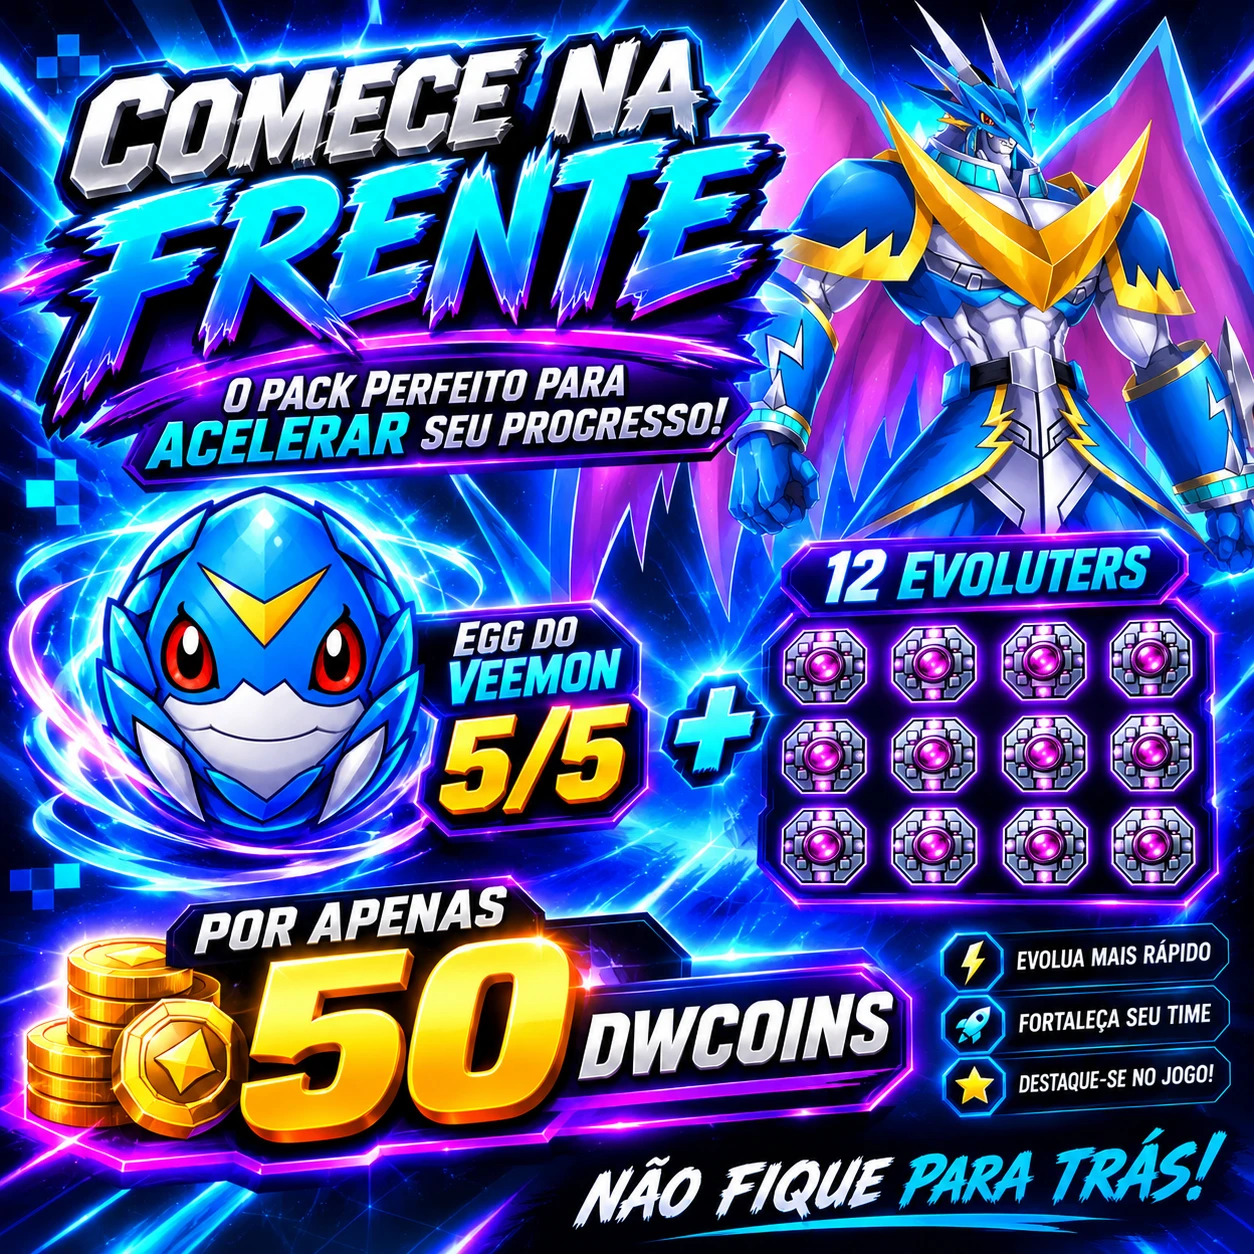 COMECE NA
FRENTE
O PACK PERFEITO PARA
ACELERAR SEU PROGRESSO!
EGG DO
VEEMON
5/5
+
12 EVOLUTERS
POR APENAS
50
DWCOINS
EVOLUA MAIS RÁPIDO
FORTALEÇA SEU TIME
DESTAQUE-SE NO JOGO!
NÃO FIQUE PARA TRÁS!